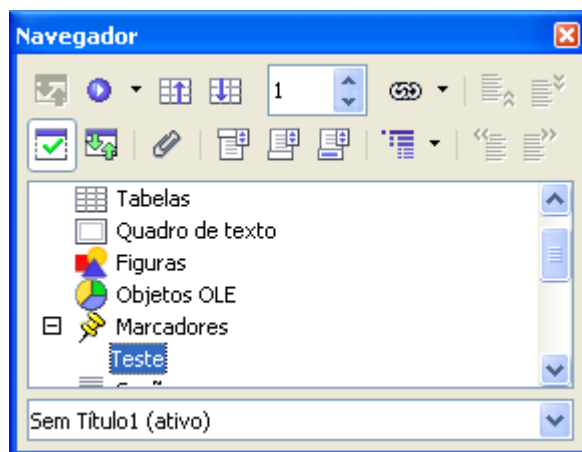 Navegador
1
Tabelas
Quadro de texto
Figuras
Objetos OLE
Marcadores
Teste
Sem Título1 (ativo)